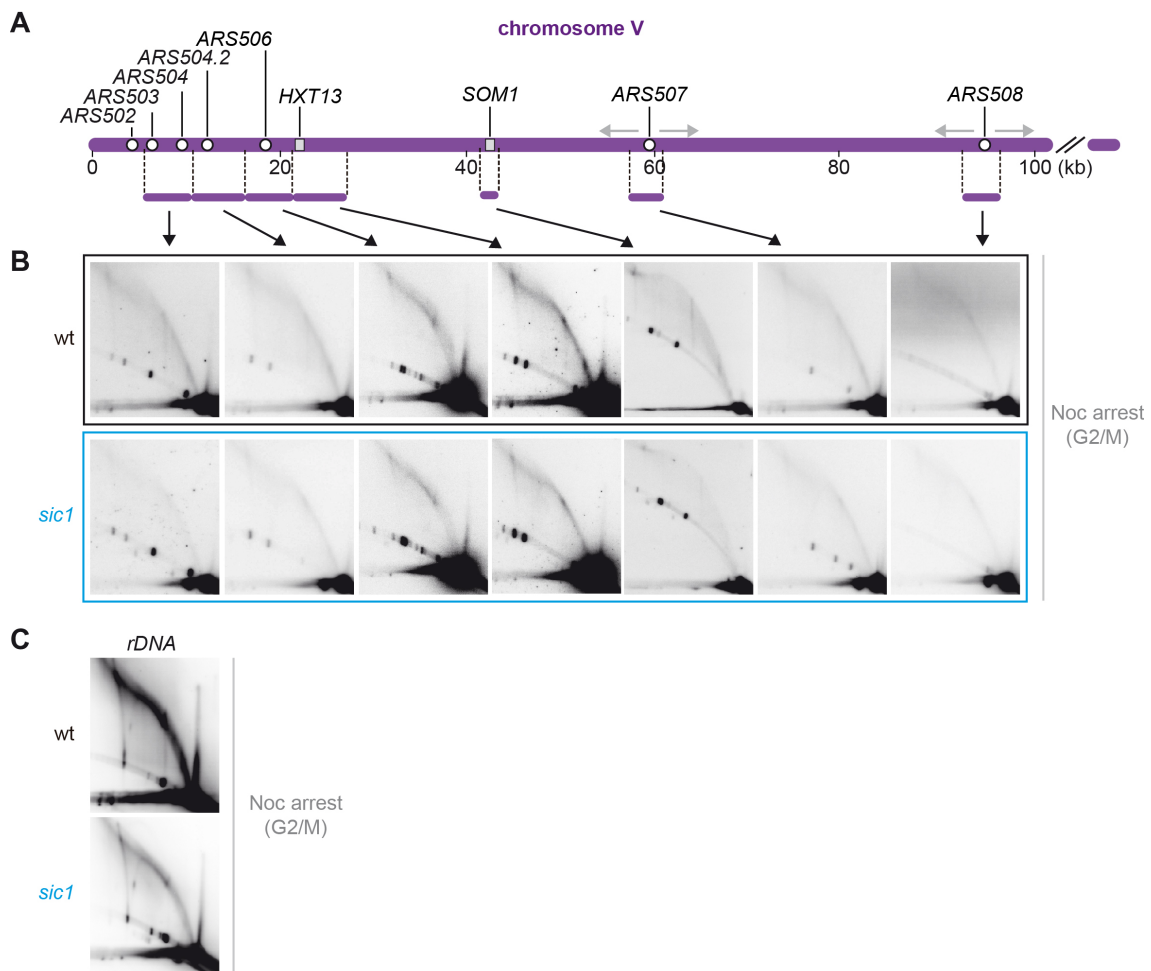 A
chromosome V
ARS506
ARS504.2
ARS504
ARS503
ARS502
HXT13
SOM1
ARS507
ARS508
0
20
40
60
80
100 (kb)
B
wt
sic1
Noc arrest
(G2/M)
C
rDNA
wt
sic1
Noc arrest
(G2/M)